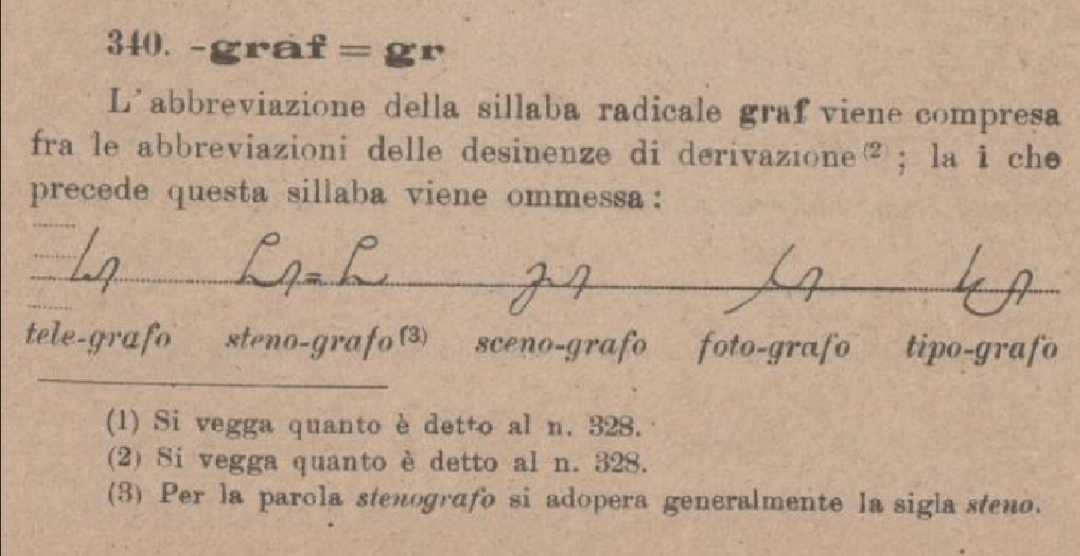 340. -graf = gr
L'abbreviazione della sillaba radicale graf viene compresa
fra le abbreviazioni delle desinenze di derivazione (2); la i che
precede questa sillaba viene ommessa:
=
tele-grafo steno-grafo (3) sceno-grafo foto-grafo tipo-grafo
(1) Si vegga quanto è detto al n. 328.
(2) Si vegga quanto è detto al n. 328.
(3) Per la parola stenografo si adopera generalmente la sigla steno.